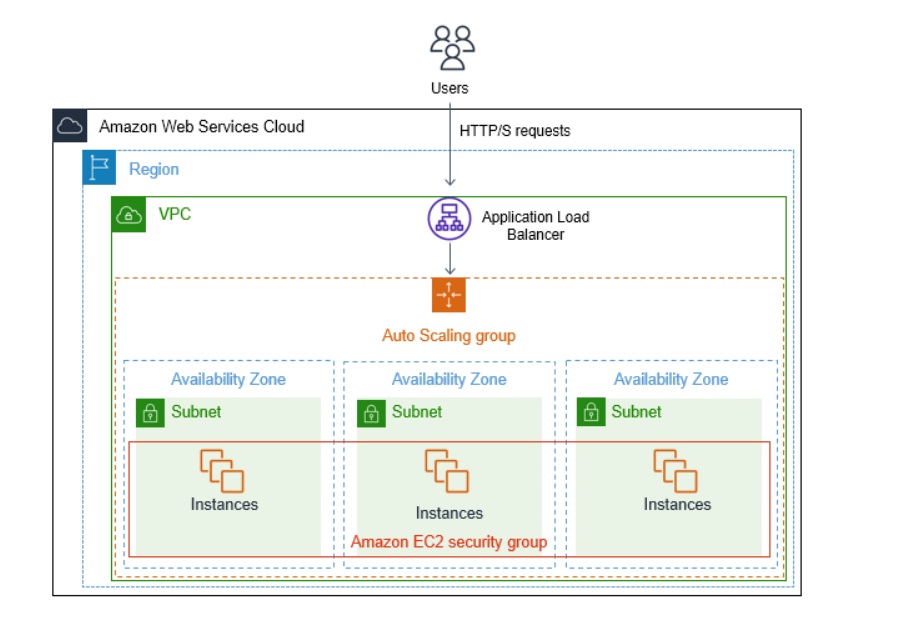 Users
Amazon Web Services Cloud
HTTP/S requests
Region
VPC
Application Load
Balancer
Auto Scaling group
Availability Zone
Availability Zone
Availability Zone
Subnet
Subnet
Subnet
Instances
Instances
Instances
Amazon EC2 security group